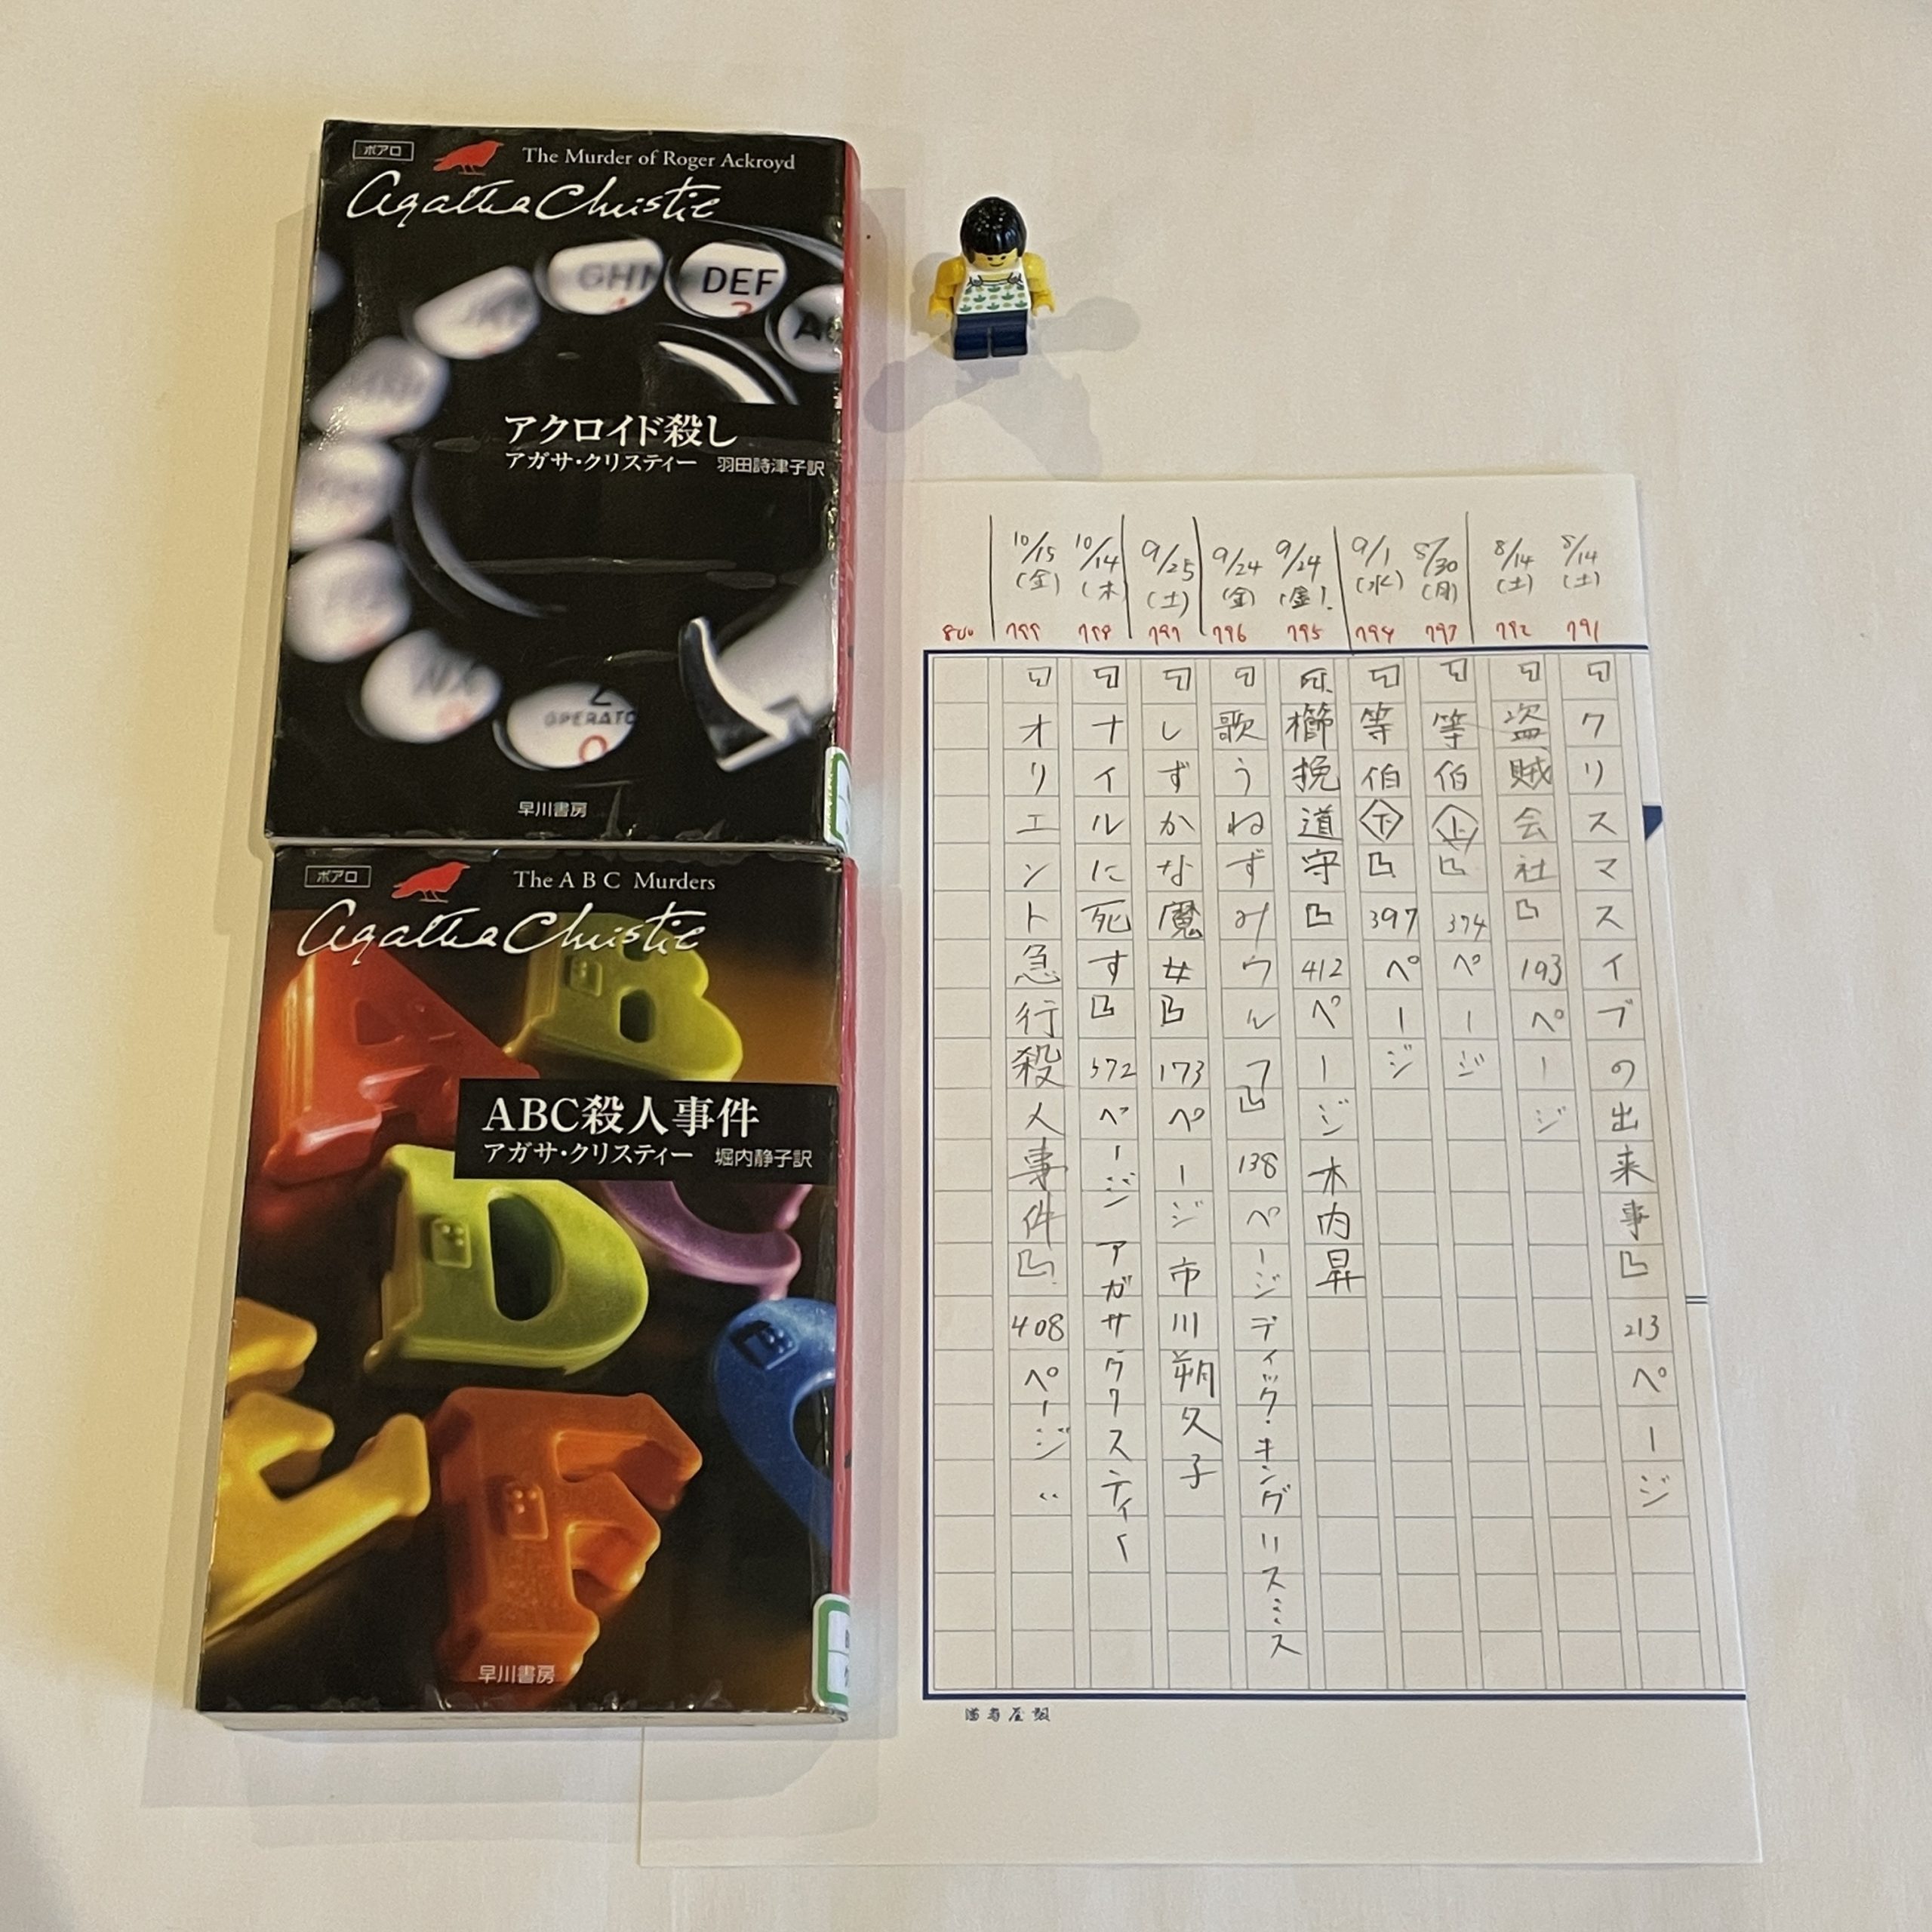 ポアロ
The Murder of Roger Ackroyd
Agatha Christie
GHI
DEF
アクロイド殺し
アガサ・クリスティー 羽田詩津子訳
OPERATO
早川書房
ポアロ
The A B C Murders
Agatha Christie
ABC殺人事件
アガサ・クリスティー 堀内静子訳
早川書房
8/14(土) 791 『クリスマスイブの出来事』213ページ
8/14(土) 792 『盗賊会社』193ページ
8/30(月) 793 『等伯上』374ページ
9/1(水) 794 『等伯下』397ページ
9/24(金) 795 『櫛挽道守』412ページ 木内昇
9/24(金) 796 『歌うねずみウルフ』138ページ ディック・キング゠スミス
9/25(土) 797 『しずかな魔女』173ページ 市川朔久子
10/14(木) 798 『ナイルに死す』572ページ アガサクリスティー
10/15(金) 799 『オリエント急行殺人事件』408ページ 〃
800
満寿屋製